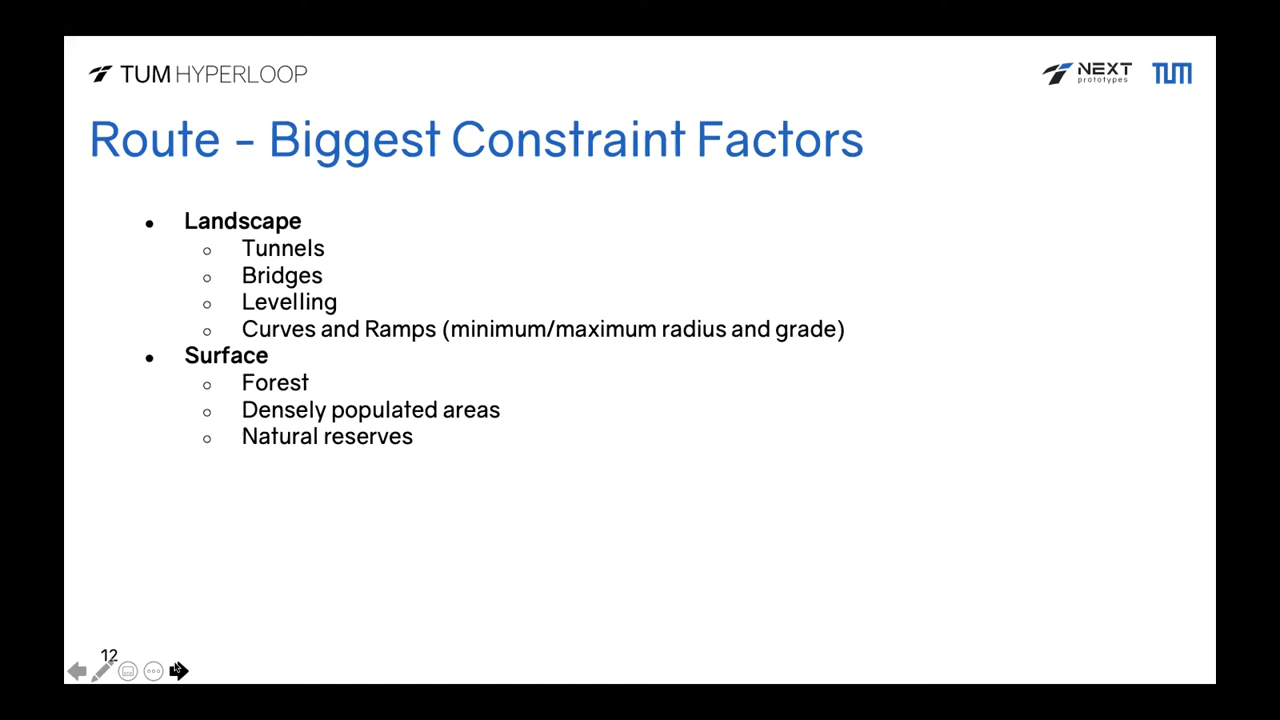 TUM HYPERLOOP
NEXT
prototypes
TUM
Route - Biggest Constraint Factors
• Landscape
○ Tunnels
○ Bridges
○ Levelling
○ Curves and Ramps (minimum/maximum radius and grade)
• Surface
○ Forest
○ Densely populated areas
○ Natural reserves
12